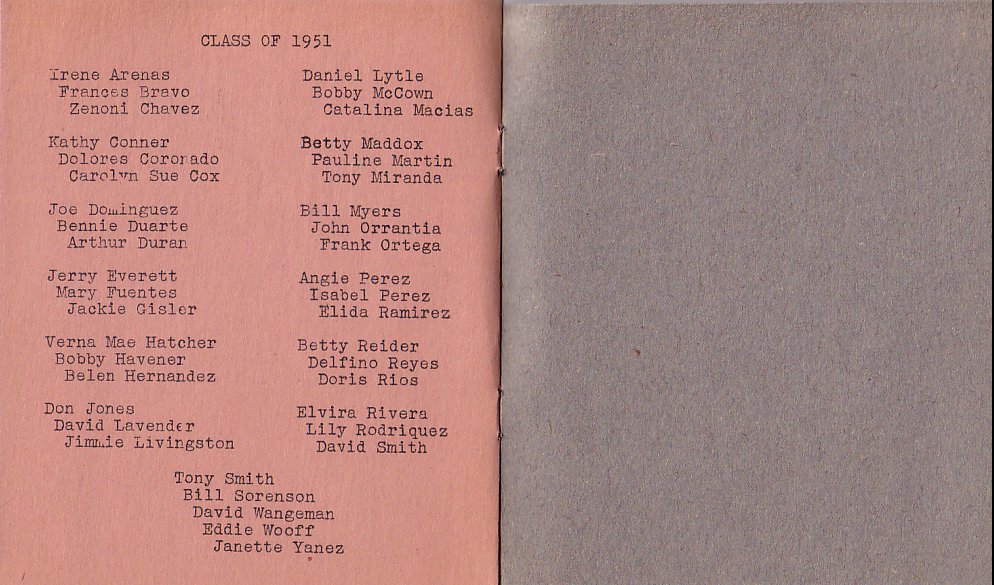 CLASS OF 1951
Irene Arenas
Frances Bravo
Zenoni Chavez
Kathy Conner
Dolores Coronado
Carolyn Sue Cox
Joe Dominguez
Bennie Duarte
Arthur Duran
Jerry Everett
Mary Fuentes
Jackie Gisler
Verna Mae Hatcher
Bobby Havener
Belen Hernandez
Don Jones
David Lavender
Jimmie Livingston
Daniel Lytle
Bobby McCown
Catalina Macias
Betty Maddox
Pauline Martin
Tony Miranda
Bill Myers
John Orrantia
Frank Ortega
Angie Perez
Isabel Perez
Elida Ramirez
Betty Reider
Delfino Reyes
Doris Rios
Elvira Rivera
Lily Rodriquez
David Smith
Tony Smith
Bill Sorenson
David Wangeman
Eddie Wooff
Janette Yanez